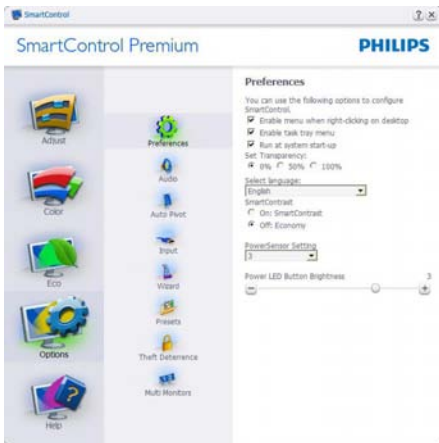 SmartControl
SmartControl Premium
PHILIPS
Adjust
Color
Eco
Options
Help
Preferences
Audio
Auto Pivot
Input
Wizard
Presets
Theft Deterrence
Multi Monitors
Preferences
You can use the following options to configure
SmartControl.
Enable menu when right-clicking on desktop
Enable task tray menu
Run at system start-up
Set Transparency:
0% 50% 100%
Select language:
English
SmartContrast
On: SmartContrast
Off: Economy
PowerSensor Setting
3
Power LED Button Brightness 3